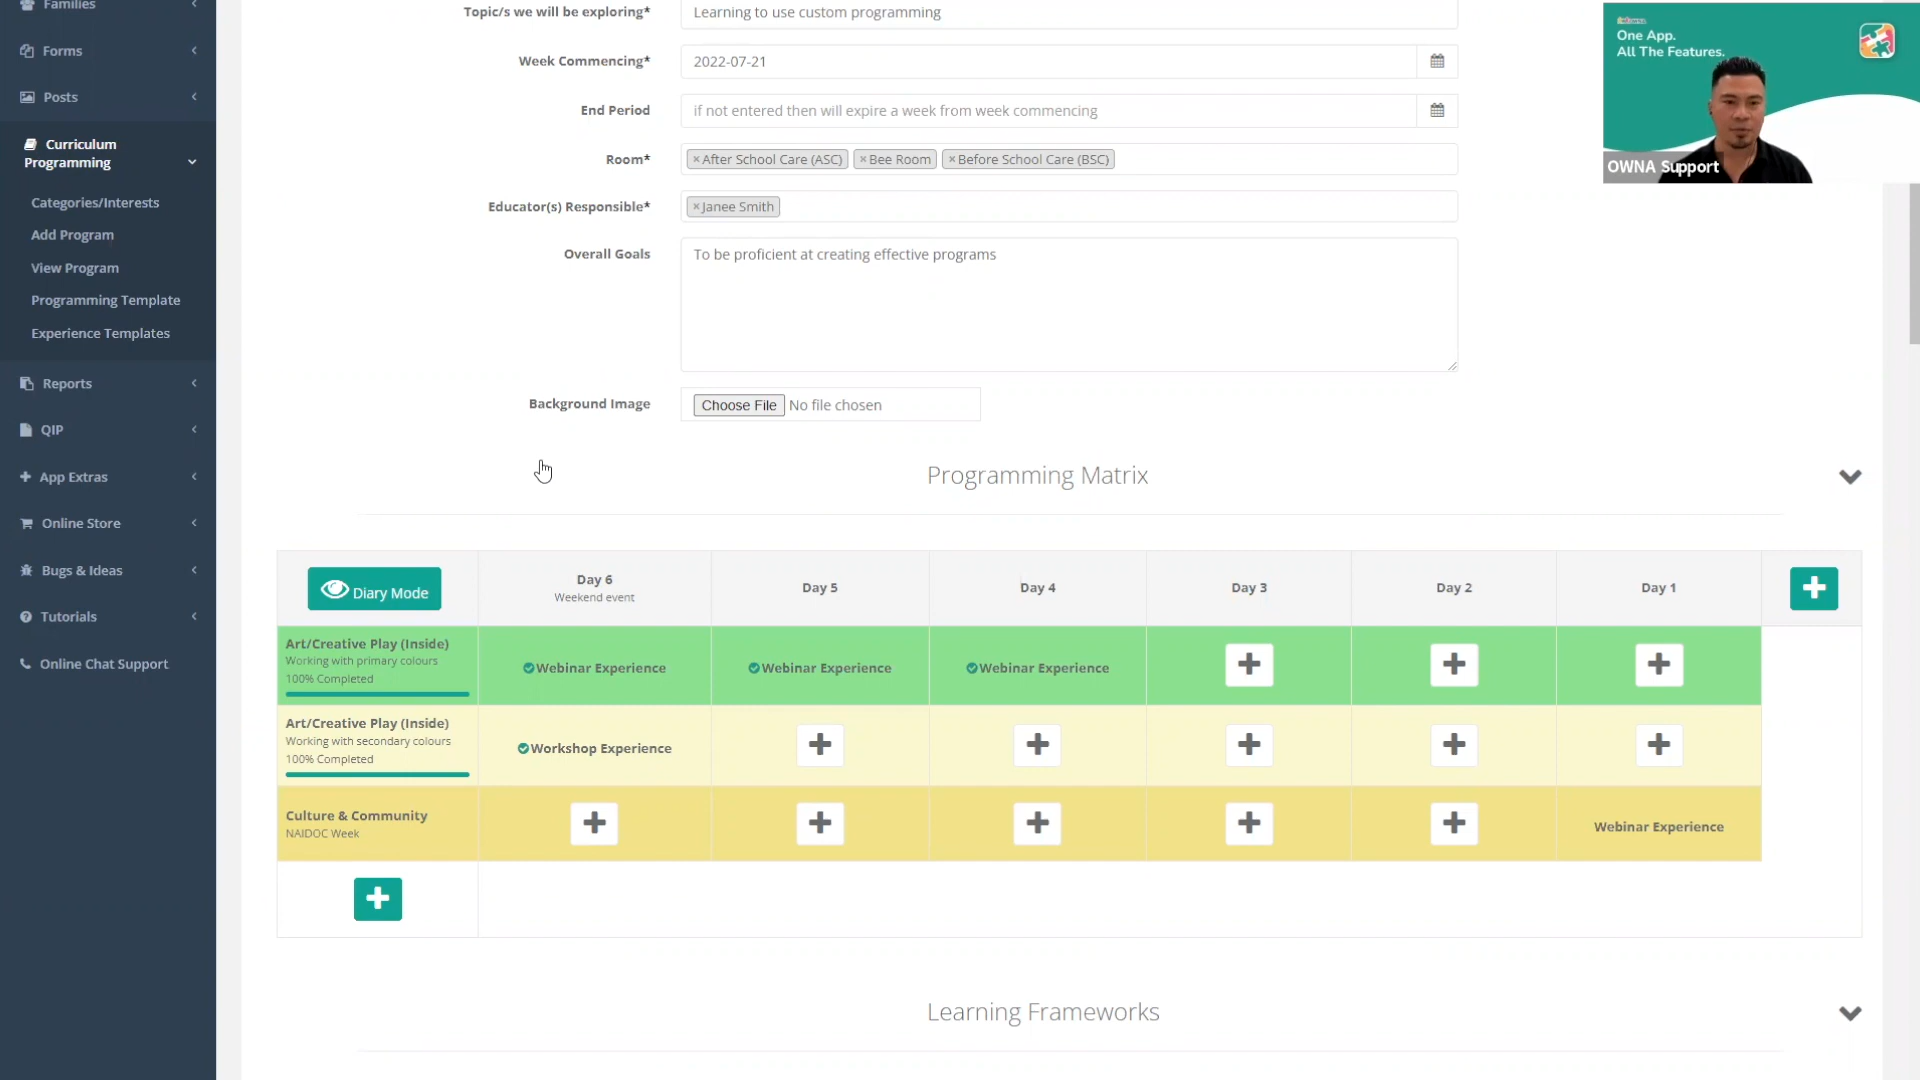 Families
Forms
Posts
Curriculum
Programming
Categories/Interests
Add Program
View Program
Programming Template
Experience Templates
Reports
QIP
App Extras
Online Store
Bugs & Ideas
Tutorials
Online Chat Support
Topic/s we will be exploring* Learning to use custom programming
Week Commencing* 2022-07-21
End Period if not entered then will expire a week from week commencing
Room* ×After School Care (ASC) ×Bee Room ×Before School Care (BSC)
Educator(s) Responsible* ×Janee Smith
Overall Goals To be proficient at creating effective programs
Background Image Choose File No file chosen
One App.
All The Features.
OWNA Support
Programming Matrix
Diary Mode Day 6 Day 5 Day 4 Day 3 Day 2 Day 1
Weekend event
Art/Creative Play (Inside)
Working with primary colours
100% Completed
Webinar Experience Webinar Experience Webinar Experience
Art/Creative Play (Inside)
Working with secondary colours
100% Completed
Workshop Experience
Culture & Community
NAIDOC Week
Webinar Experience
Learning Frameworks